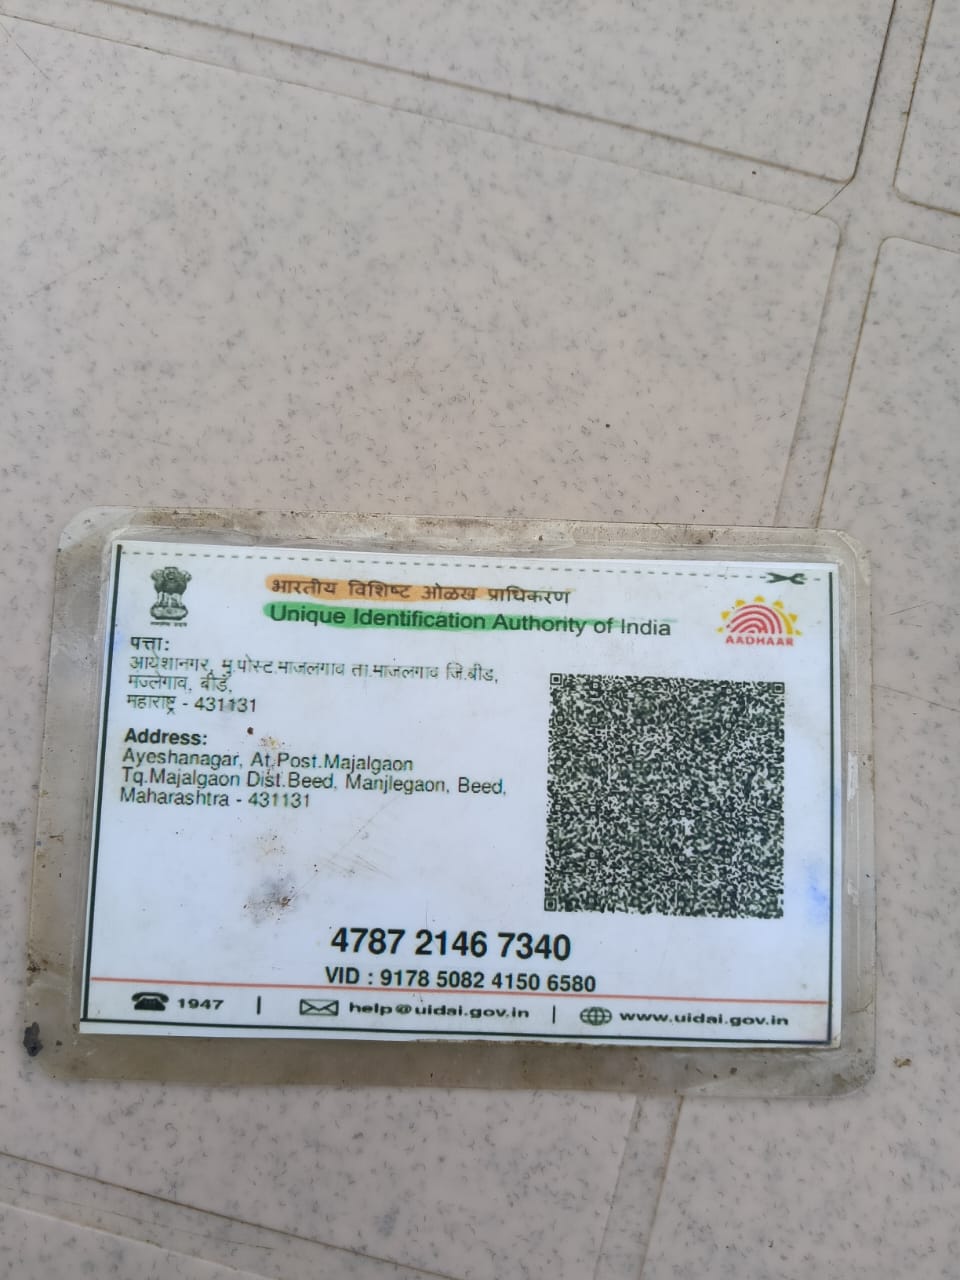 भारतीय विशिष्ट ओळख प्राधिकरण
Unique Identification Authority of India
AADHAAR
पत्ता:
आयेशानगर, मु.पोस्ट.माजलगाव ता.माजलगाव जि.बीड,
मज्लेगाव, बीड,
महाराष्ट्र - 431131
Address:
Ayeshanagar, At.Post.Majalgaon
Tq.Majalgaon Dist.Beed, Manjlegaon, Beed,
Maharashtra - 431131
4787 2146 7340
VID : 9178 5082 4150 6580
1947 | help@uidai.gov.in | www.uidai.gov.in